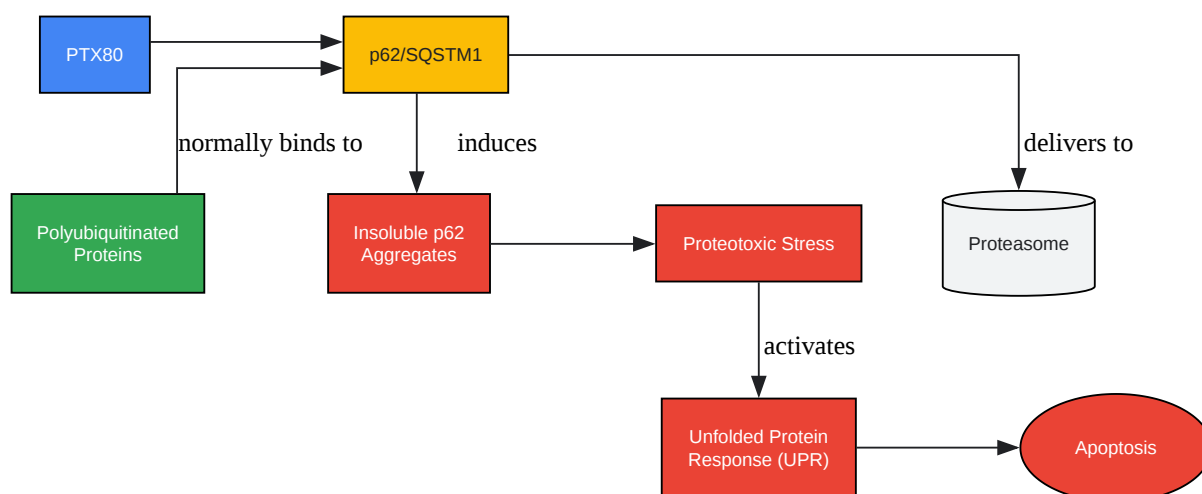 PTX80
p62/SQSTM1
normally binds to
induces
delivers to
Polyubiquitinated
Proteins
Insoluble p62
Aggregates
Proteotoxic Stress
Proteasome
activates
Unfolded Protein
Response (UPR)
Apoptosis